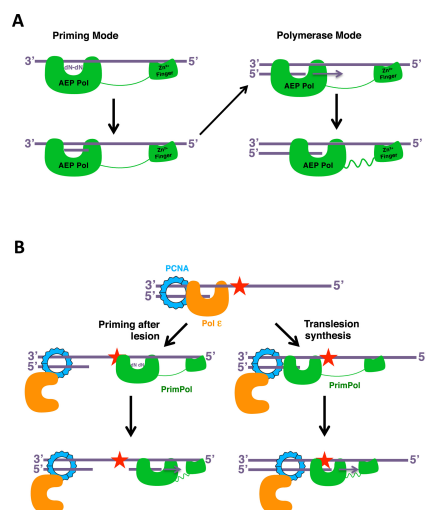 A
Priming Mode
Polymerase Mode
3’ 5’
dN-dN
AEP Pol
Zn²⁺
Finger
3’ 5’
5’
AEP Pol
Zn²⁺
Finger
3’ 5’
AEP Pol
Zn²⁺
Finger
3’ 5’
5’
AEP Pol
Zn²⁺
Finger
B
PCNA
3’ 5’
5’
Pol ε
Priming after
lesion
Translesion
synthesis
3’ 5’
5’
dN dN
PrimPol
3’ 5’
5’
PrimPol
3’ 5’
5’
3’ 5’
5’